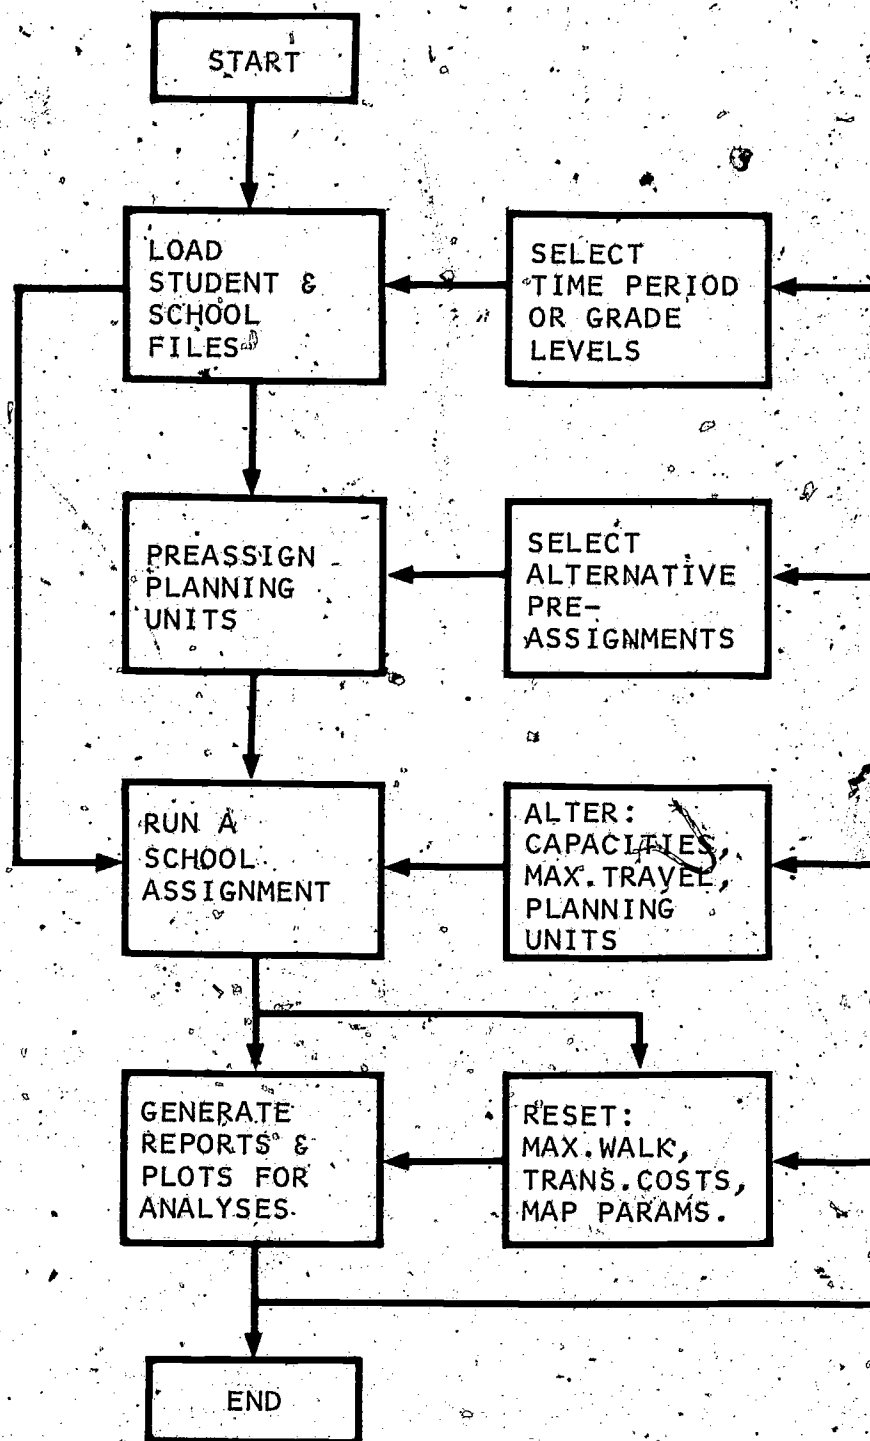 START
LOAD
STUDENT &
SCHOOL
FILES
SELECT
TIME PERIOD
OR GRADE
LEVELS
PREASSIGN
PLANNING
UNITS
SELECT
ALTERNATIVE
PRE-
ASSIGNMENTS
RUN A
SCHOOL
ASSIGNMENT
ALTER:
CAPACITIES,
MAX.TRAVEL,
PLANNING
UNITS
GENERATE
REPORTS &
PLOTS FOR
ANALYSES
RESET:
MAX.WALK,
TRANS.COSTS,
MAP PARAMS.
END